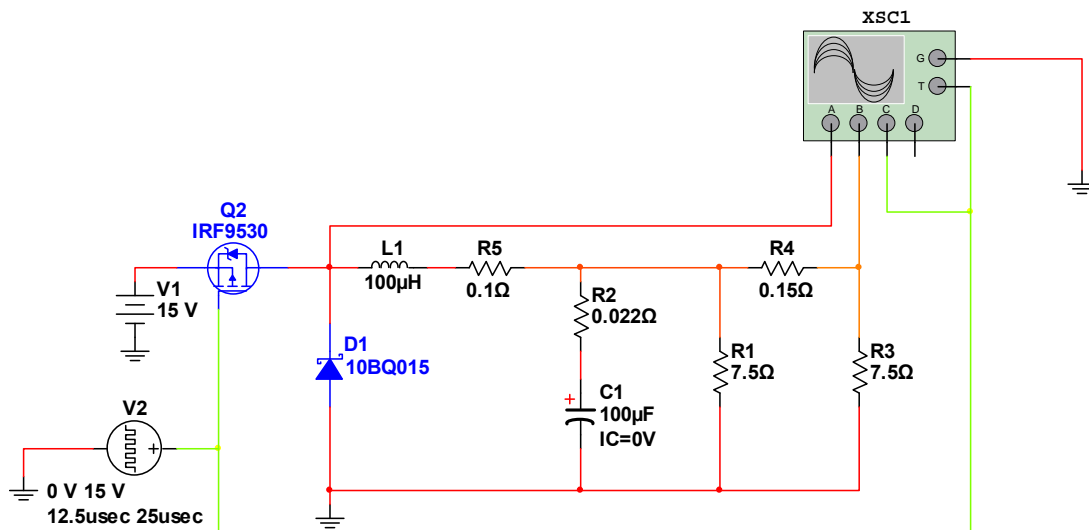 XSC1
G
T
A B C D
Q2
IRF9530
L1
100µH
R5
0.1Ω
R4
0.15Ω
V1
15 V
R2
0.022Ω
D1
10BQ015
R1
7.5Ω
R3
7.5Ω
C1
100µF
IC=0V
+
V2
+
0 V 15 V
12.5usec 25usec